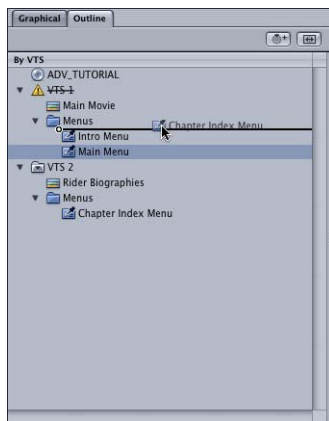 Graphical Outline
By VTS
ADV_TUTORIAL
VTS 1
Main Movie
Menus
Chapter Index Menu
Intro Menu
Main Menu
VTS 2
Rider Biographies
Menus
Chapter Index Menu